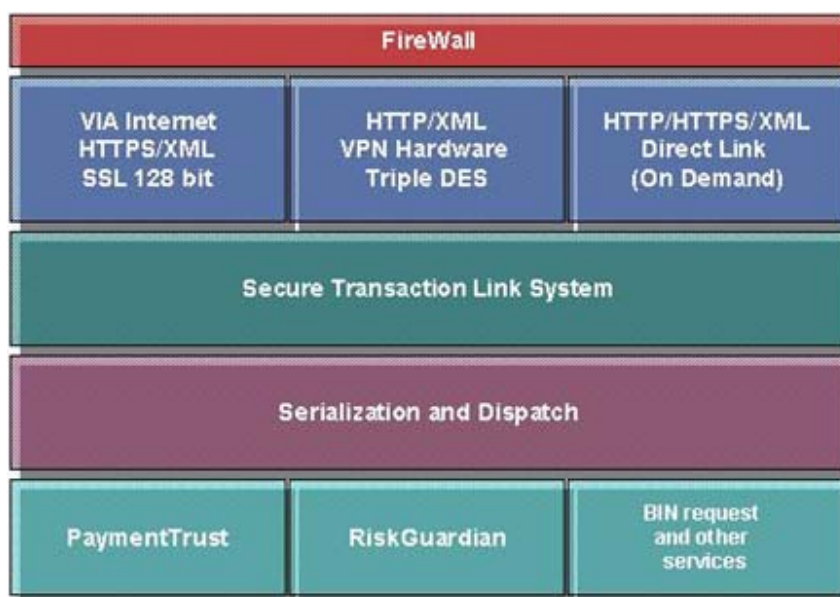 FireWall
VIA Internet
HTTPS/XML
SSL 128 bit
HTTP/XML
VPN Hardware
Triple DES
HTTP/HTTPS/XML
Direct Link
(On Demand)
Secure Transaction Link System
Serialization and Dispatch
PaymentTrust
RiskGuardian
BIN request
and other
services